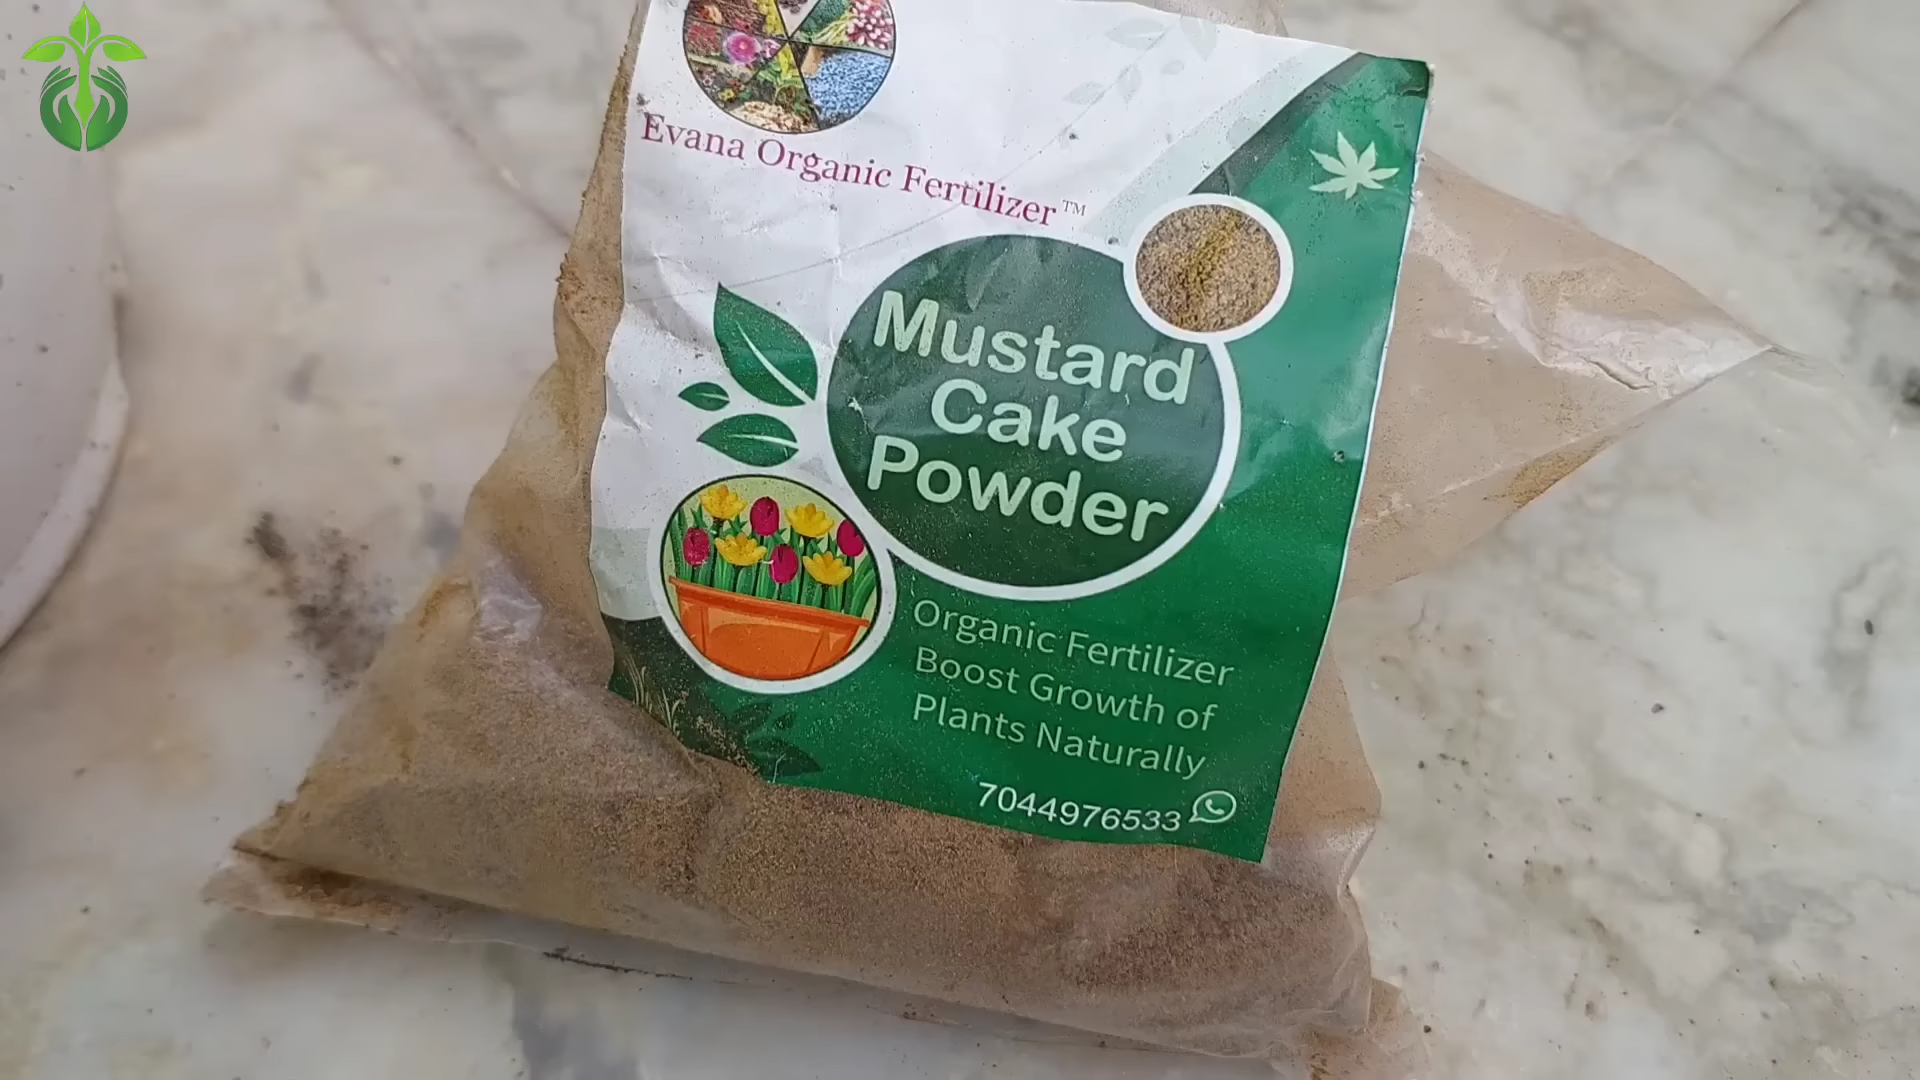 Evana Organic Fertilizer™
Mustard
Cake
Powder
Organic Fertilizer
Boost Growth of
Plants Naturally
7044976533